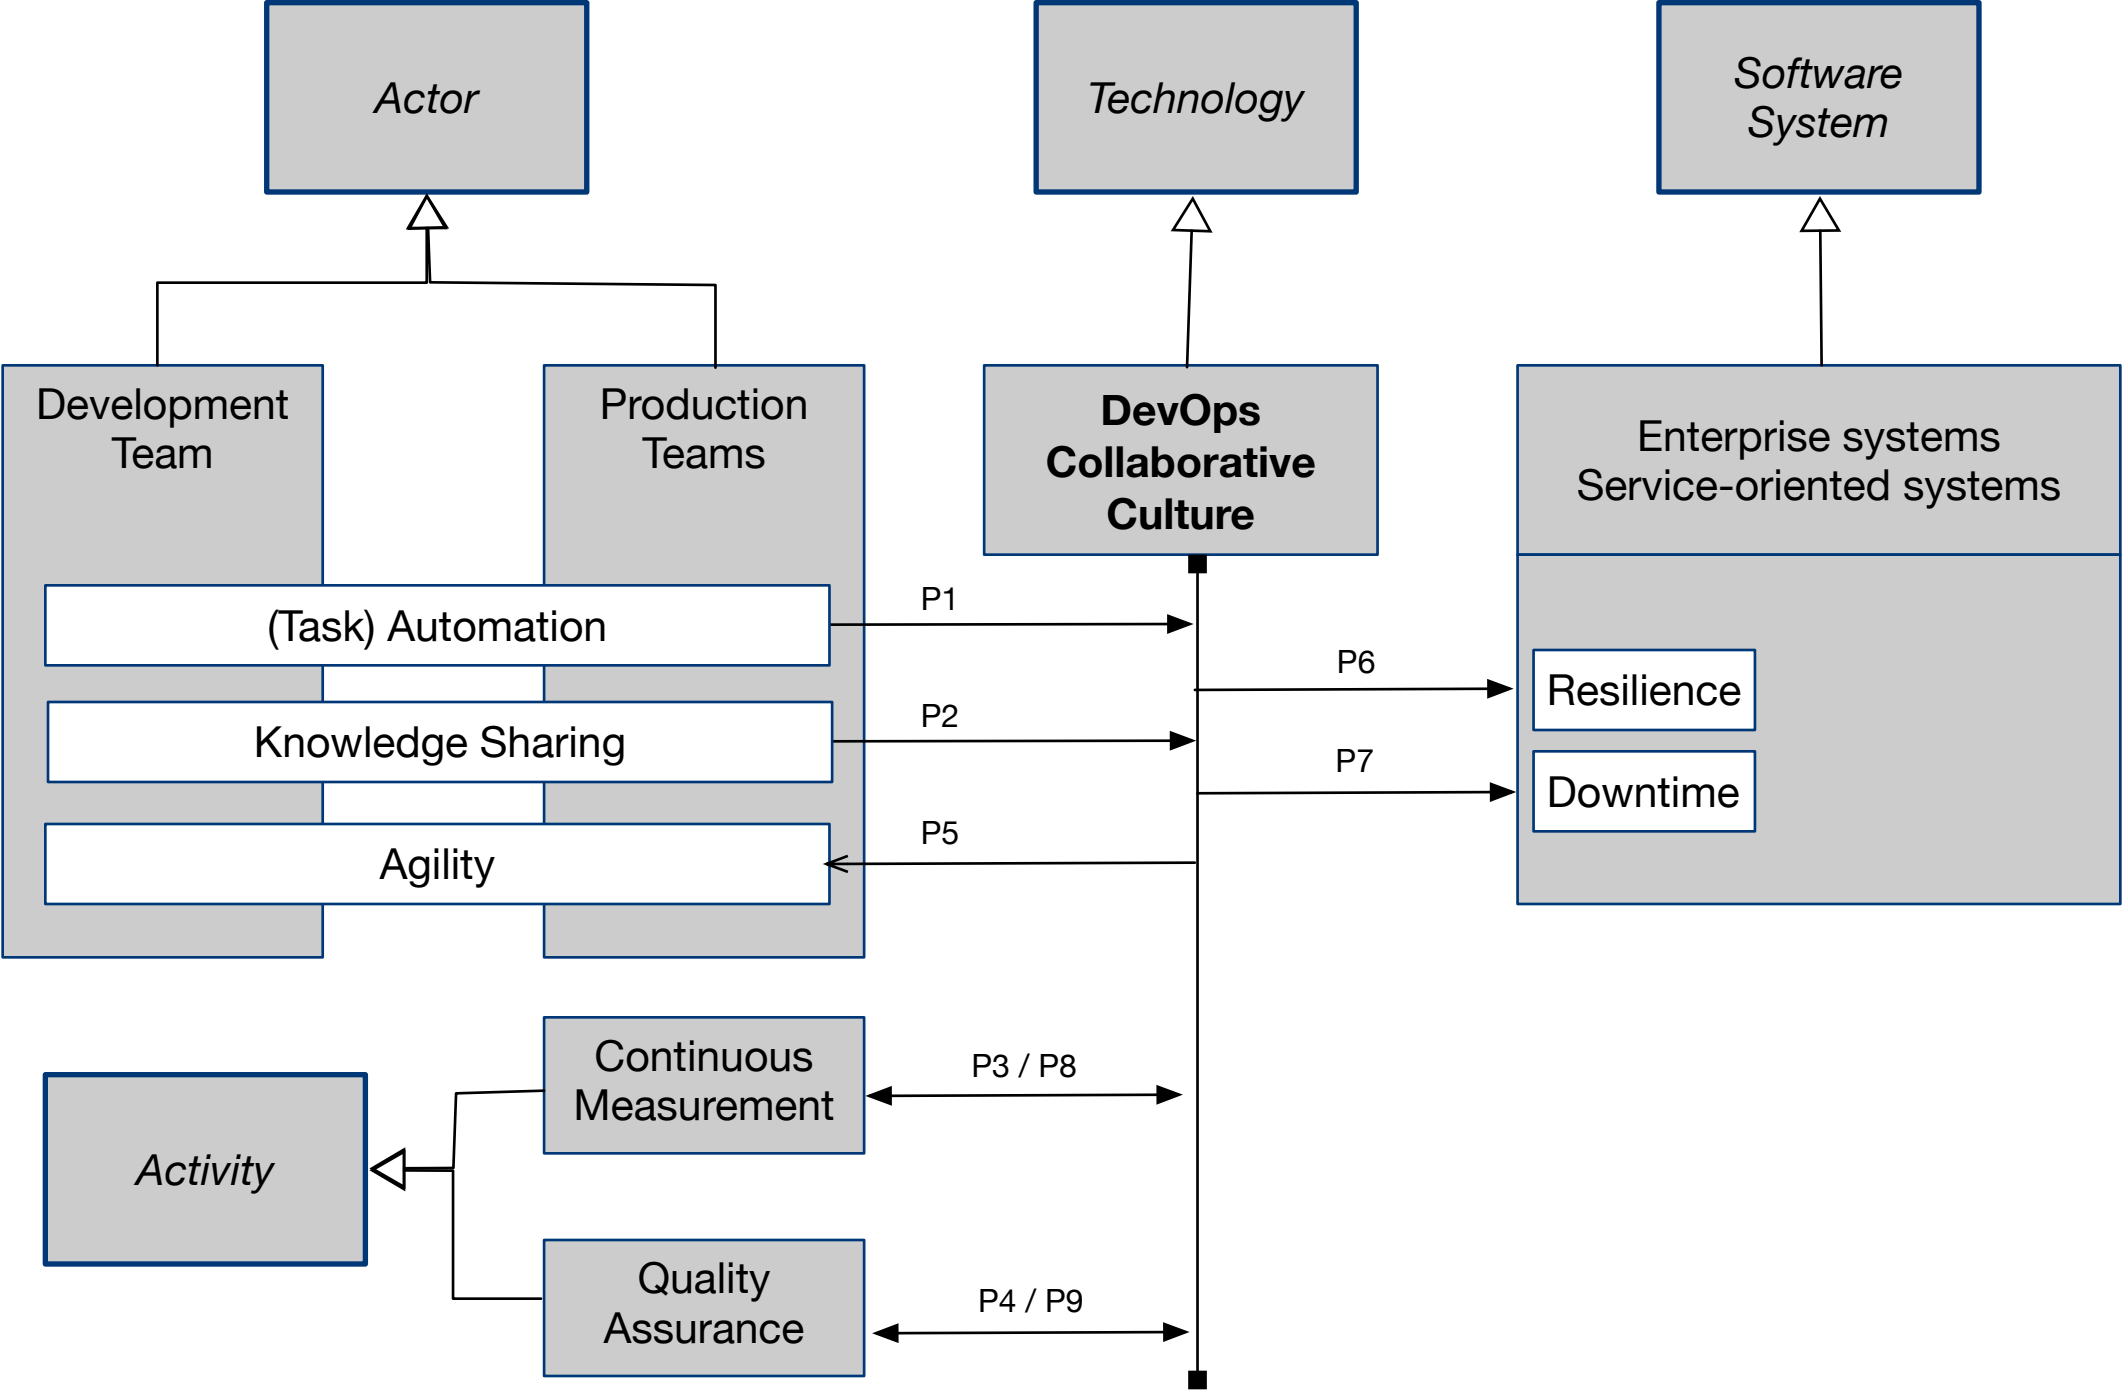 Actor
Technology
Software
System
Development
Team
Production
Teams
DevOps
Collaborative
Culture
Enterprise systems
Service-oriented systems
(Task) Automation
P1
Knowledge Sharing
P2
Agility
P5
P6
Resilience
P7
Downtime
Activity
Continuous
Measurement
P3 / P8
Quality
Assurance
P4 / P9